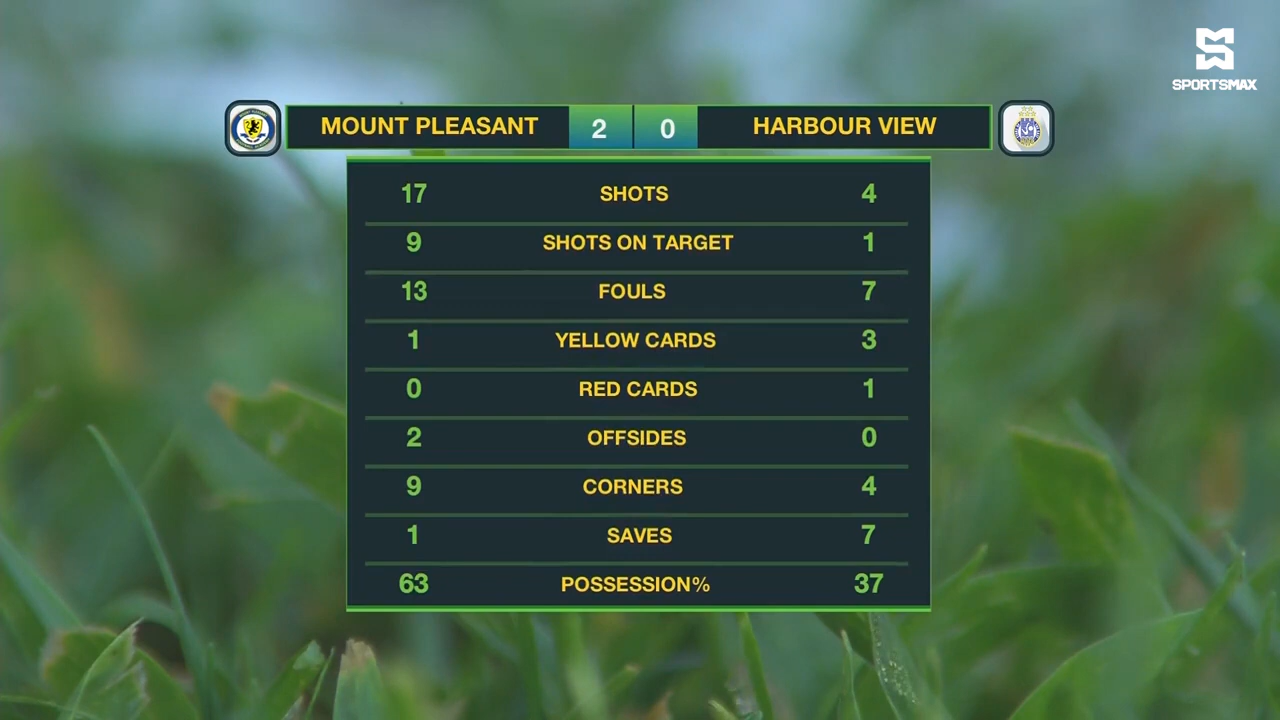 SPORTSMAX
MOUNT PLEASANT 2 0 HARBOUR VIEW
17 SHOTS 4
9 SHOTS ON TARGET 1
13 FOULS 7
1 YELLOW CARDS 3
0 RED CARDS 1
2 OFFSIDES 0
9 CORNERS 4
1 SAVES 7
63 POSSESSION% 37